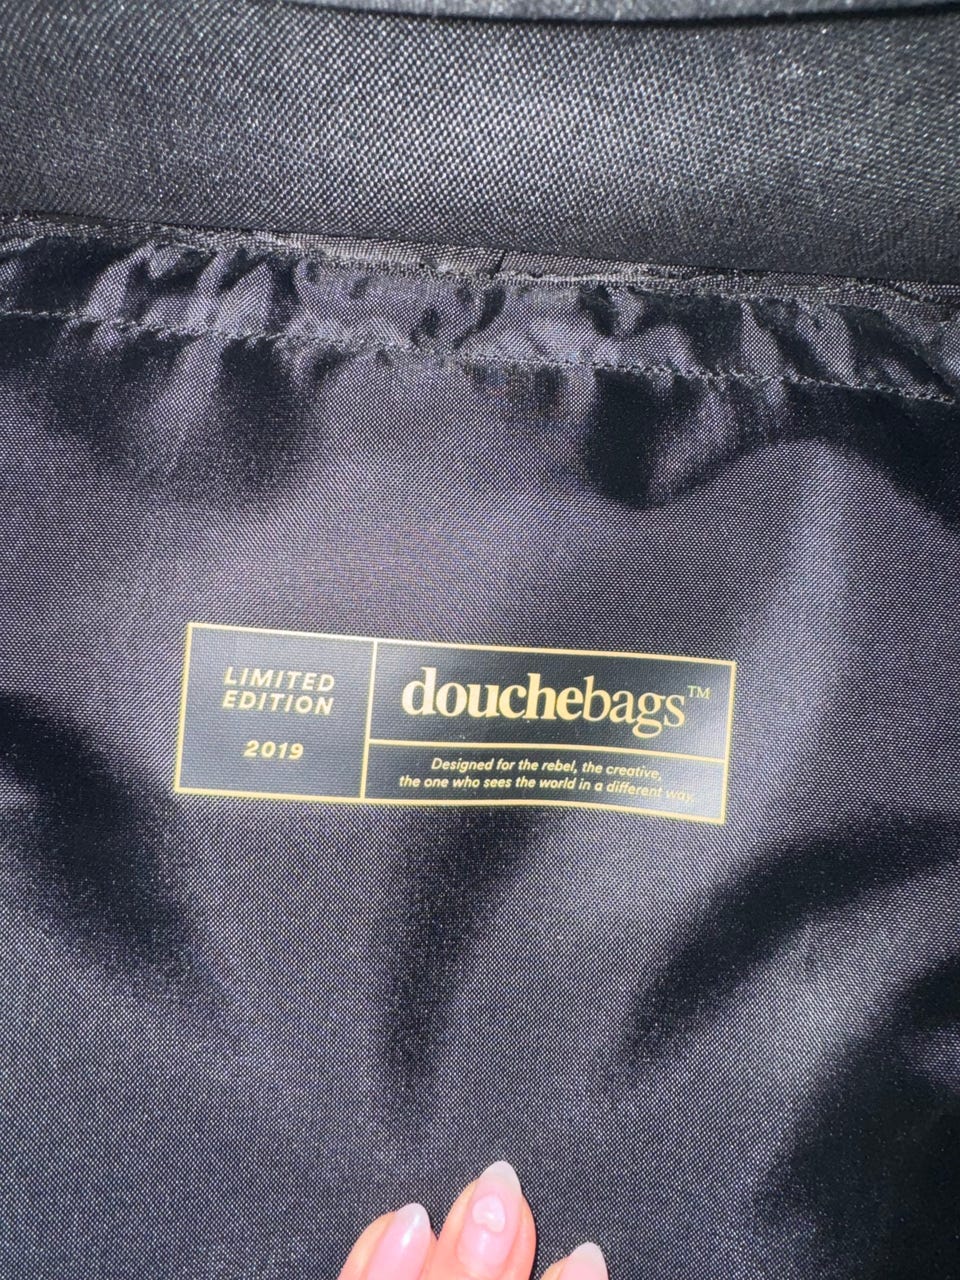 LIMITED
EDITION
2019
douchebags™
Designed for the rebel, the creative,
the one who sees the world in a different way.